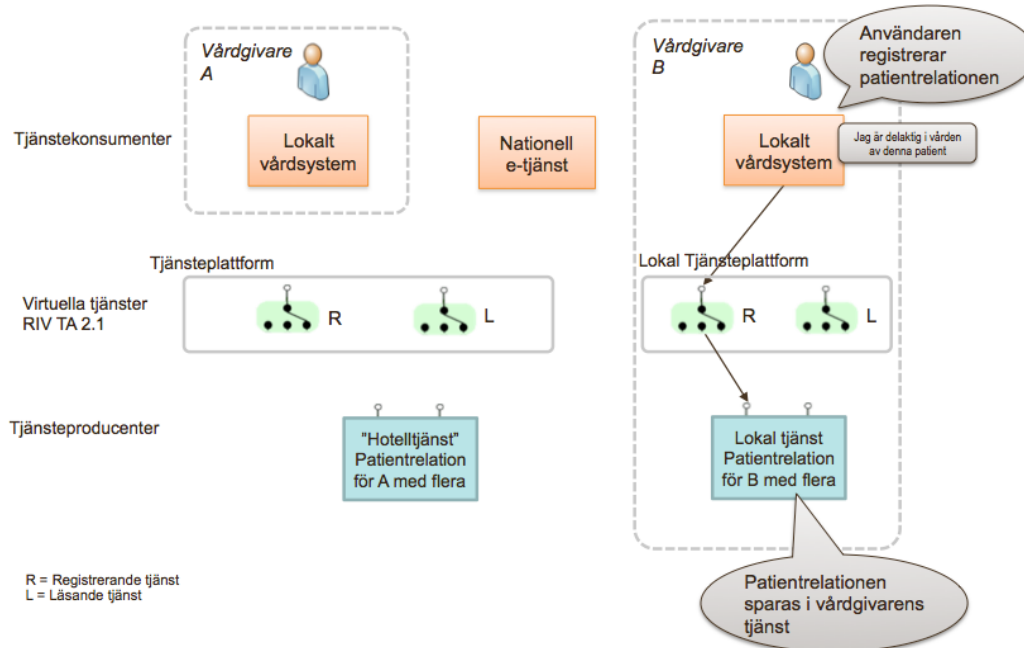 Vårdgivare
A
Vårdgivare
B
Användaren
registrerar
patientrelationen
Tjänstekonsumenter
Lokalt
vårdsystem
Nationell
e-tjänst
Lokalt
vårdsystem
Jag är delaktig i vården
av denna patient
Tjänsteplattform
Lokal Tjänsteplattform
Virtuella tjänster
RIV TA 2.1
R
L
R
L
Tjänsteproducenter
"Hotelltjänst"
Patientrelation
för A med flera
Lokal tjänst
Patientrelation
för B med flera
R = Registrerande tjänst
L = Läsande tjänst
Patientrelationen
sparas i vårdgivarens
tjänst